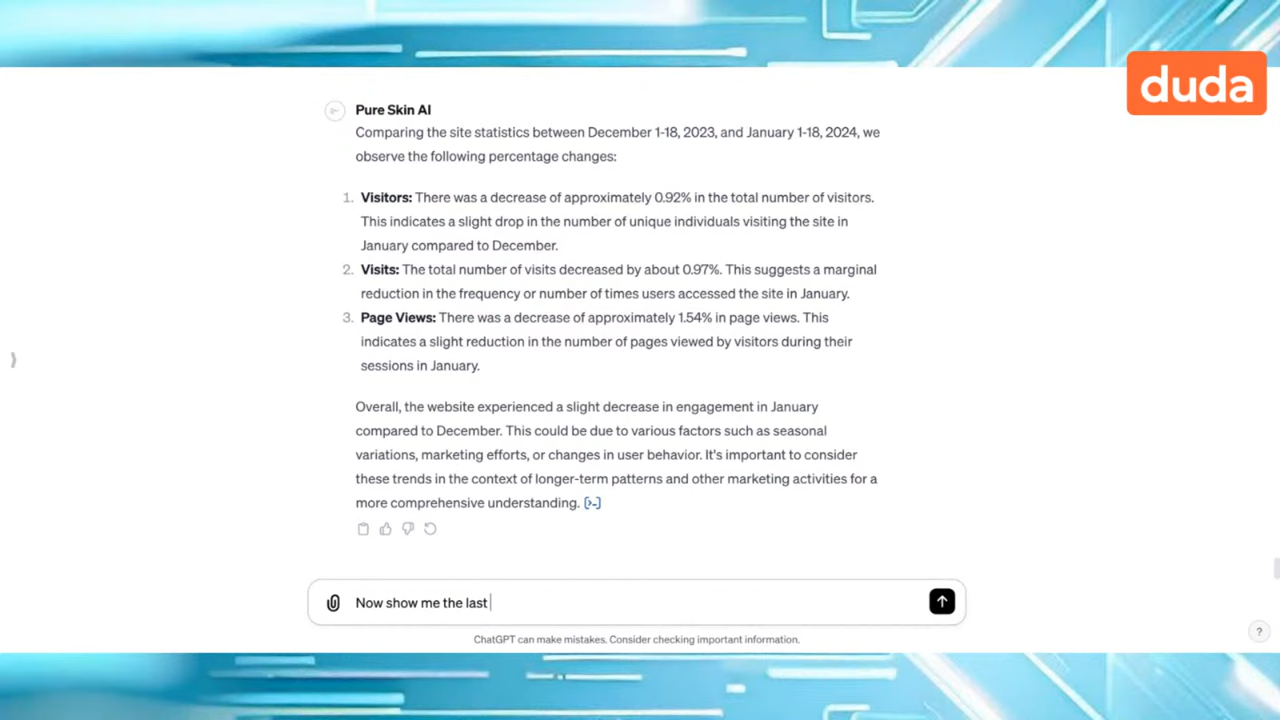 duda
Pure Skin AI
Comparing the site statistics between December 1-18, 2023, and January 1-18, 2024, we
observe the following percentage changes:
1. Visitors: There was a decrease of approximately 0.92% in the total number of visitors.
This indicates a slight drop in the number of unique individuals visiting the site in
January compared to December.
2. Visits: The total number of visits decreased by about 0.97%. This suggests a marginal
reduction in the frequency or number of times users accessed the site in January.
3. Page Views: There was a decrease of approximately 1.54% in page views. This
indicates a slight reduction in the number of pages viewed by visitors during their
sessions in January.
Overall, the website experienced a slight decrease in engagement in January
compared to December. This could be due to various factors such as seasonal
variations, marketing efforts, or changes in user behavior. It's important to consider
these trends in the context of longer-term patterns and other marketing activities for a
more comprehensive understanding. [>-]
Now show me the last
ChatGPT can make mistakes. Consider checking important information.
?